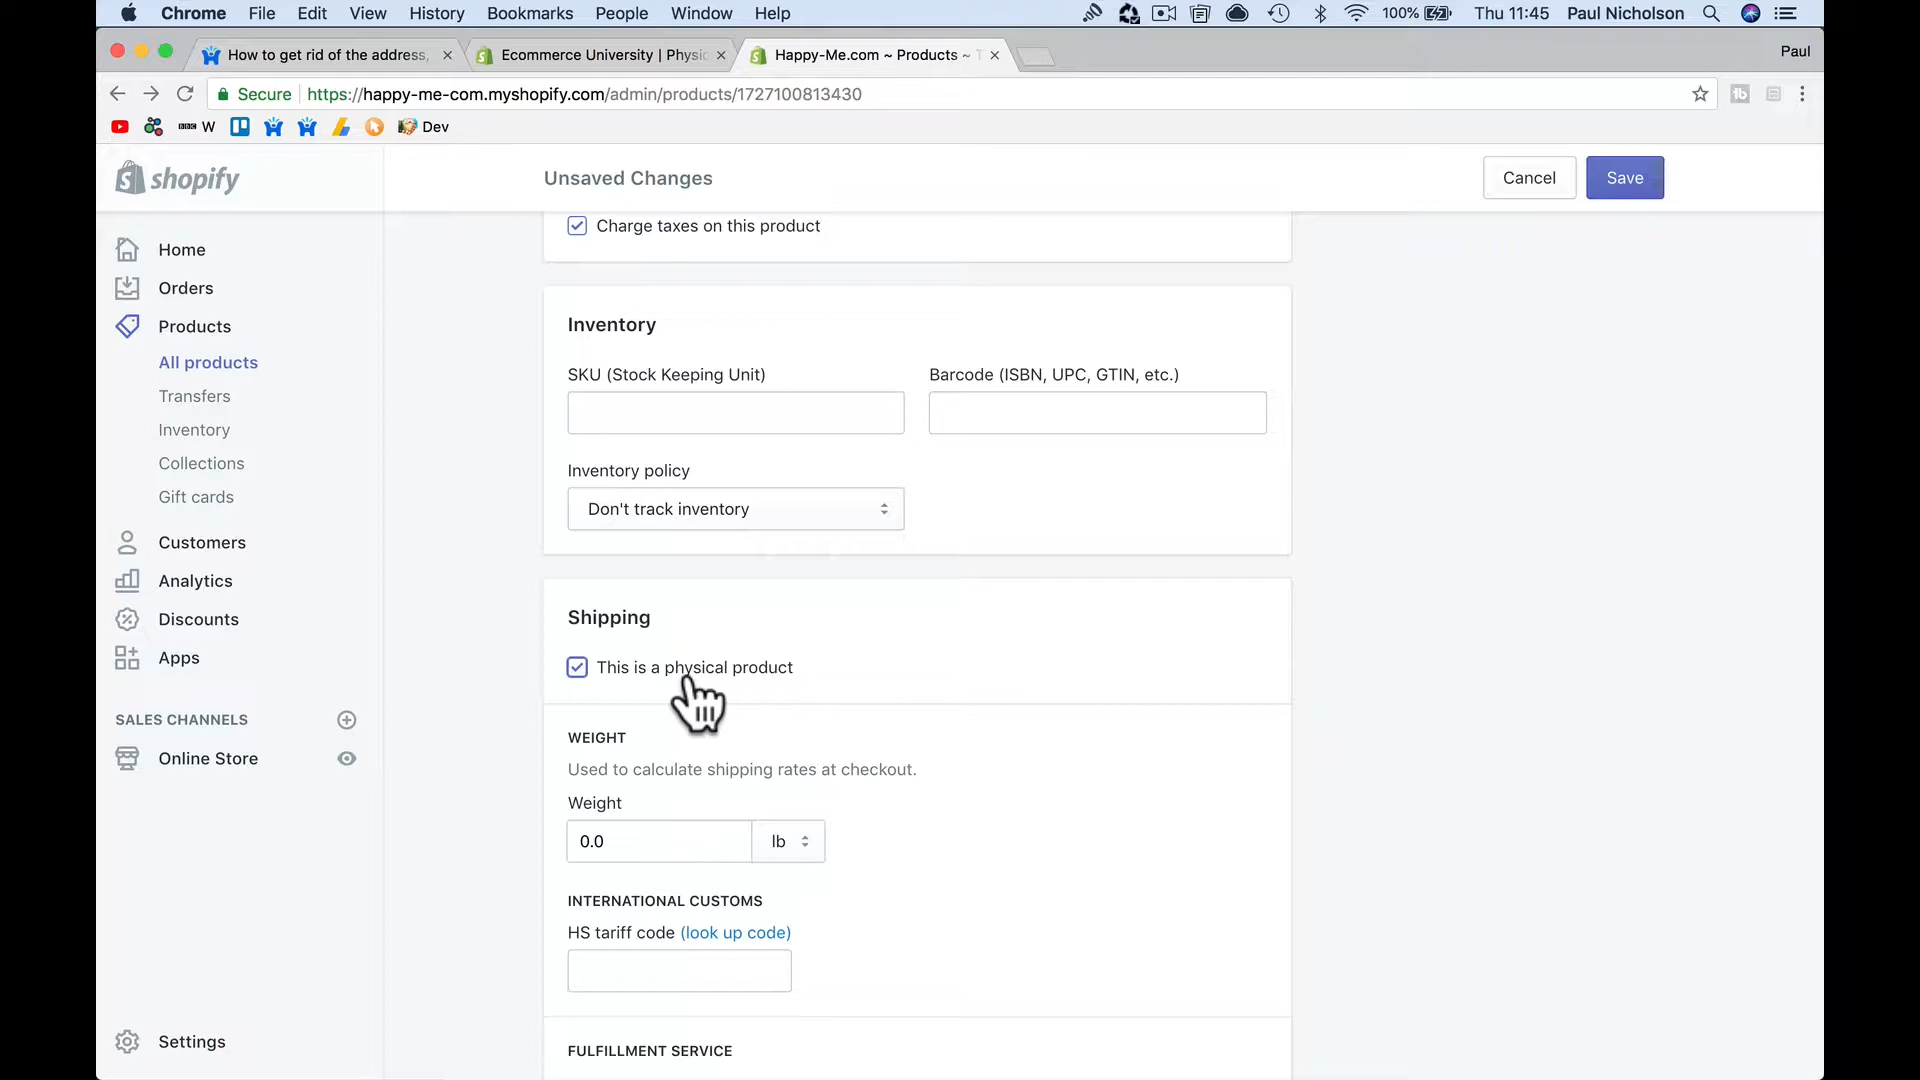 Chrome File Edit View History Bookmarks People Window Help 100% Thu 11:45 Paul Nicholson
How to get rid of the address, Ecommerce University | Physic Happy-Me.com ~ Products ~ T Paul
Secure https://happy-me-com.myshopify.com/admin/products/1727100813430
BBC W Dev
shopify
Unsaved Changes
Cancel
Save
Home
Orders
Products
All products
Transfers
Inventory
Collections
Gift cards
Customers
Analytics
Discounts
Apps
SALES CHANNELS
Online Store
Settings
Charge taxes on this product
Inventory
SKU (Stock Keeping Unit) Barcode (ISBN, UPC, GTIN, etc.)
Inventory policy
Don't track inventory
Shipping
This is a physical product
WEIGHT
Used to calculate shipping rates at checkout.
Weight
0.0 lb
INTERNATIONAL CUSTOMS
HS tariff code (look up code)
FULFILLMENT SERVICE